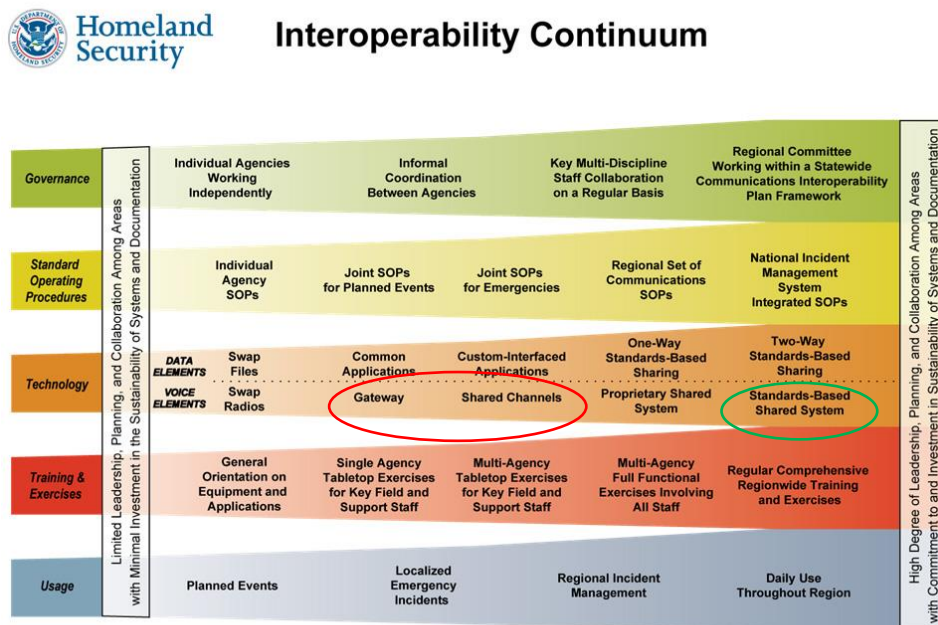 Homeland
Security
Interoperability Continuum
U.S. DEPARTMENT OF
HOMELAND SECURITY
Limited Leadership, Planning, and Collaboration Among Areas
with Minimal Investment in the Sustainability of Systems and Documentation
High Degree of Leadership, Planning, and Collaboration Among Areas
with Commitment to and Investment in Sustainability of Systems and Documentation
Governance
Individual Agencies
Working
Independently
Informal
Coordination
Between Agencies
Key Multi-Discipline
Staff Collaboration
on a Regular Basis
Regional Committee
Working within a Statewide
Communications Interoperability
Plan Framework
Standard
Operating
Procedures
Individual
Agency
SOPs
Joint SOPs
for Planned Events
Joint SOPs
for Emergencies
Regional Set of
Communications
SOPs
National Incident
Management
System
Integrated SOPs
Technology
DATA
ELEMENTS
Swap
Files
Common
Applications
Custom-Interfaced
Applications
One-Way
Standards-Based
Sharing
Two-Way
Standards-Based
Sharing
VOICE
ELEMENTS
Swap
Radios
Gateway
Shared Channels
Proprietary Shared
System
Standards-Based
Shared System
Training &
Exercises
General
Orientation on
Equipment and
Applications
Single Agency
Tabletop Exercises
for Key Field and
Support Staff
Multi-Agency
Tabletop Exercises
for Key Field and
Support Staff
Multi-Agency
Full Functional
Exercises Involving
All Staff
Regular Comprehensive
Regionwide Training
and Exercises
Usage
Planned Events
Localized
Emergency
Incidents
Regional Incident
Management
Daily Use
Throughout Region